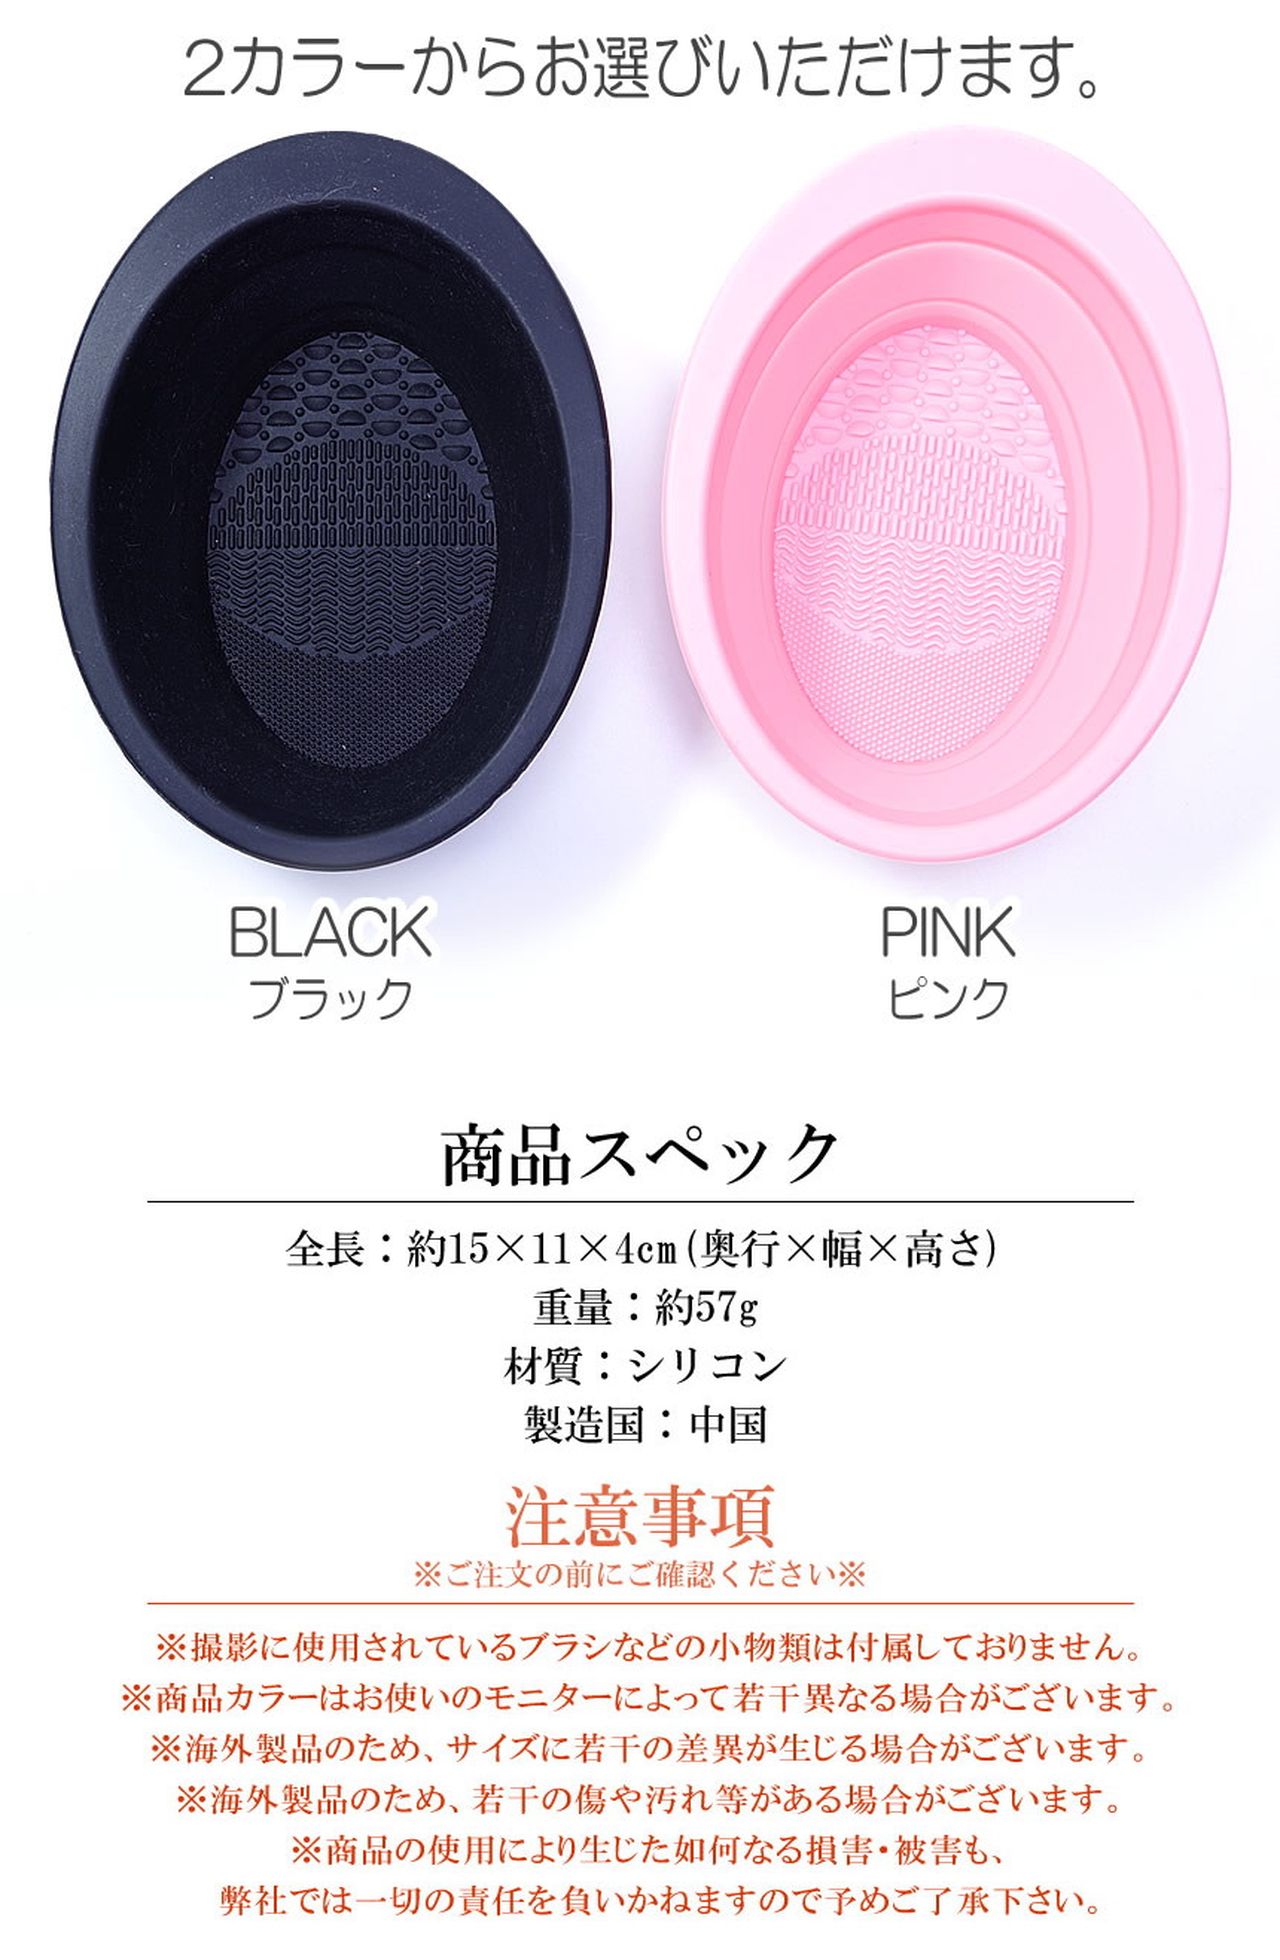 2カラーからお選びいただけます。
BLACK
ブラック
PINK
ピンク
商品スペック
全長：約15×11×4cm(奥行×幅×高さ)
重量：約57g
材質：シリコン
製造国：中国
注意事項
※ご注文の前にご確認ください※
※撮影に使用されているブラシなどの小物類は付属しておりません。
※商品カラーはお使いのモニターによって若干異なる場合がございます。
※海外製品のため、サイズに若干の差異が生じる場合がございます。
※海外製品のため、若干の傷や汚れ等がある場合がございます。
※商品の使用により生じた如何なる損害・被害も、
弊社では一切の責任を負いかねますので予めご了承下さい。